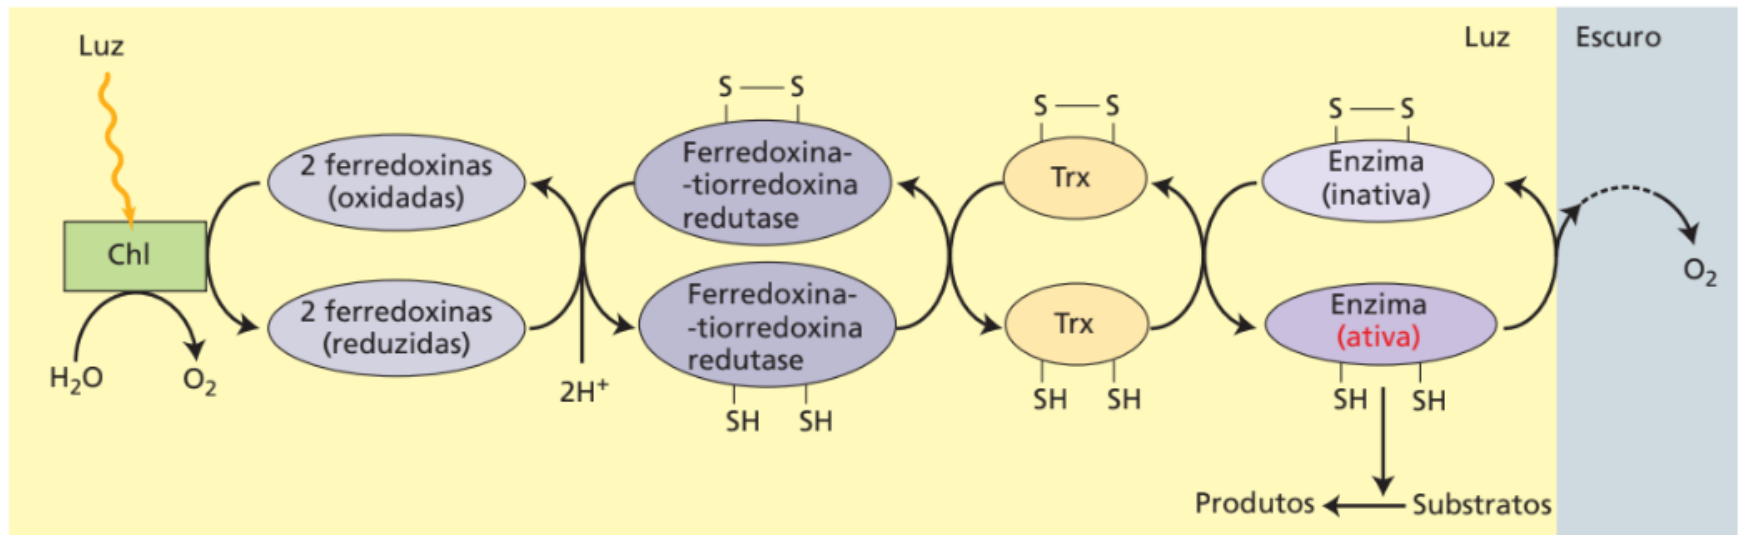 Luz
Luz
Escuro
S — S
Ferredoxina-
-tiorredoxina
redutase
S — S
Trx
S — S
Enzima
(inativa)
2 ferredoxinas
(oxidadas)
Chl
O₂
2 ferredoxinas
(reduzidas)
Ferredoxina-
-tiorredoxina
redutase
Trx
Enzima
(ativa)
H₂O
O₂
2H⁺
SH SH
SH SH
SH SH
Produtos
Substratos